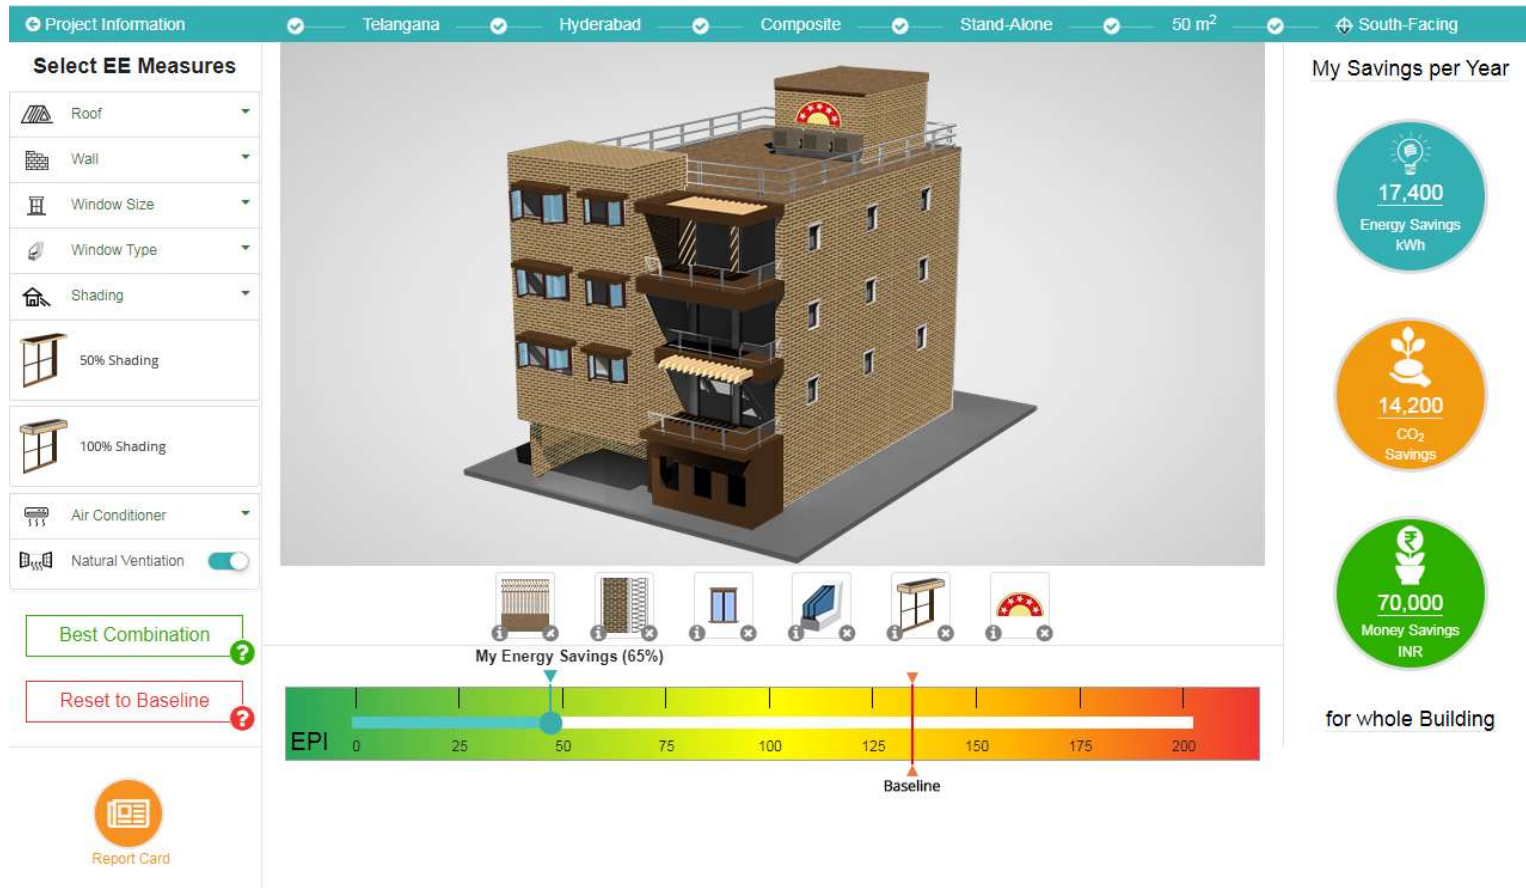 Project Information
Telangana
Hyderabad
Composite
Stand-Alone
50 m²
South-Facing
Select EE Measures
Roof
Wall
Window Size
Window Type
Shading
50% Shading
100% Shading
Air Conditioner
Natural Ventiation
Best Combination
?
Reset to Baseline
?
Report Card
My Energy Savings (65%)
EPI
0 25 50 75 100 125 150 175 200
Baseline
My Savings per Year
17,400
Energy Savings
kWh
14,200
CO₂
Savings
₹
70,000
Money Savings
INR
for whole Building